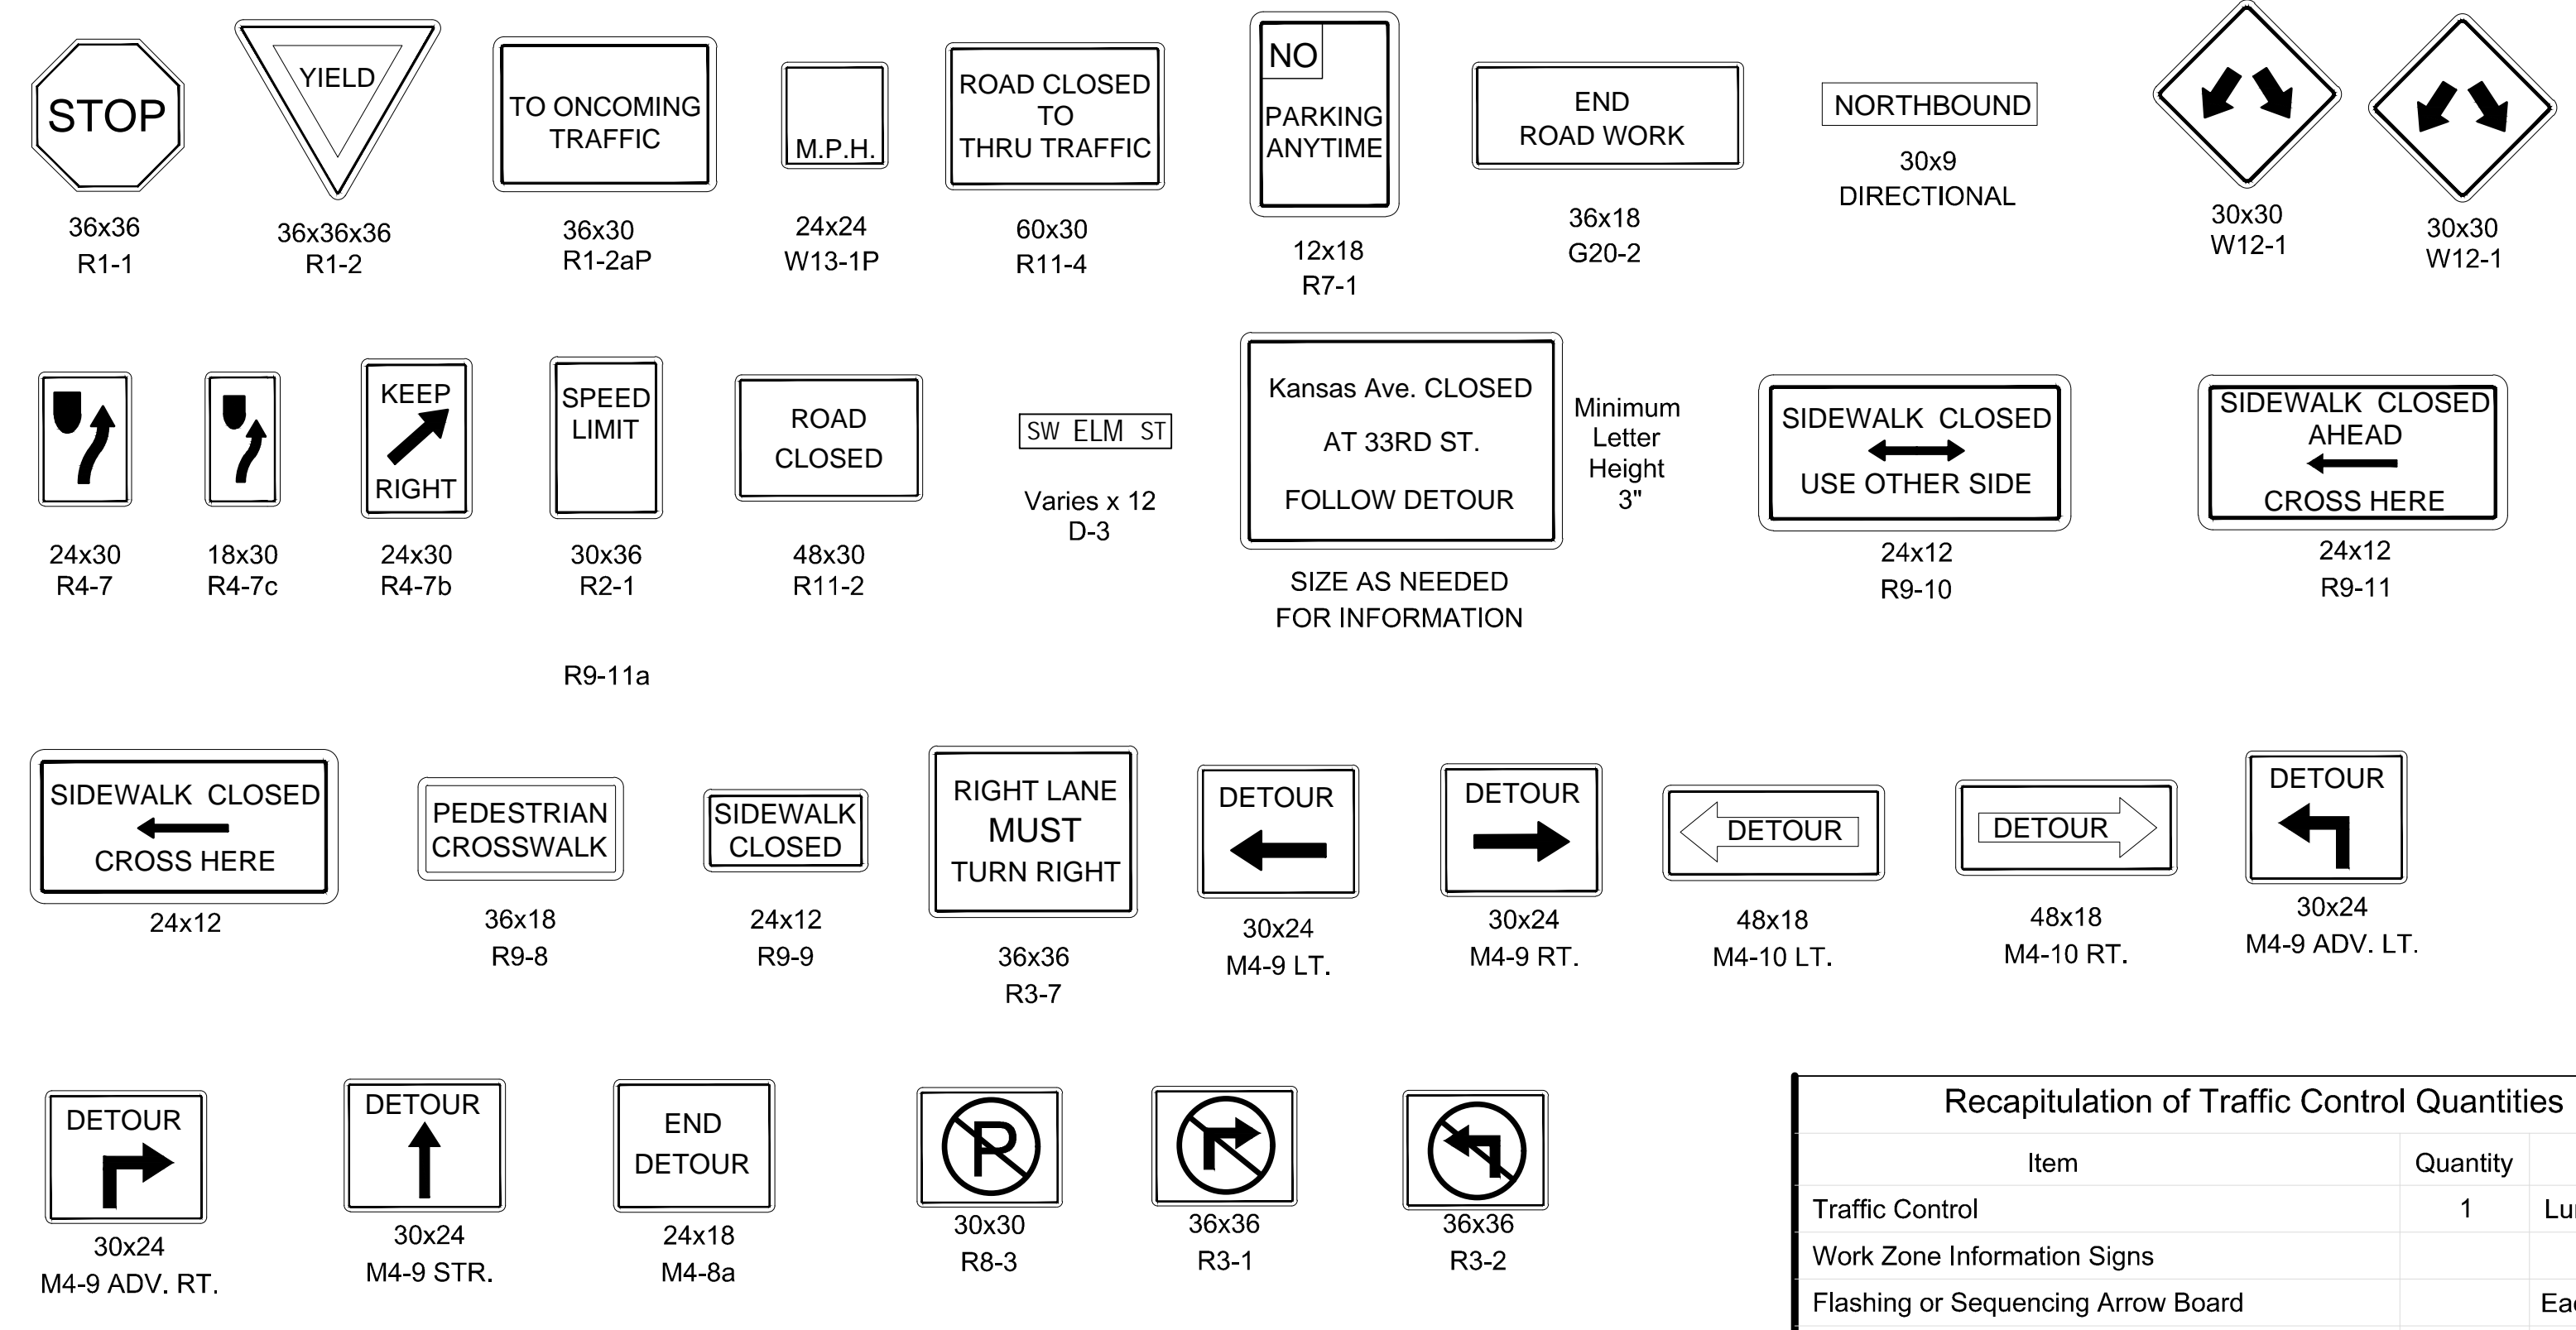 STOP
36x36
R1-1
YIELD
36x36x36
R1-2
TO ONCOMING
TRAFFIC
36x30
R1-2aP
M.P.H.
24x24
W13-1P
ROAD CLOSED
TO
THRU TRAFFIC
60x30
R11-4
NO
PARKING
ANYTIME
12x18
R7-1
END
ROAD WORK
36x18
G20-2
NORTHBOUND
30x9
DIRECTIONAL
30x30
W12-1
30x30
W12-1
24x30
R4-7
18x30
R4-7c
KEEP
RIGHT
24x30
R4-7b
SPEED
LIMIT
30x36
R2-1
ROAD
CLOSED
48x30
R11-2
SW ELM ST
Varies x 12
D-3
Kansas Ave. CLOSED
AT 33RD ST.
FOLLOW DETOUR
SIZE AS NEEDED
FOR INFORMATION
Minimum
Letter
Height
3"
SIDEWALK CLOSED
USE OTHER SIDE
24x12
R9-10
SIDEWALK CLOSED
AHEAD
CROSS HERE
24x12
R9-11
R9-11a
SIDEWALK CLOSED
CROSS HERE
24x12
PEDESTRIAN
CROSSWALK
36x18
R9-8
SIDEWALK
CLOSED
24x12
R9-9
RIGHT LANE
MUST
TURN RIGHT
36x36
R3-7
DETOUR
30x24
M4-9 LT.
DETOUR
30x24
M4-9 RT.
DETOUR
48x18
M4-10 LT.
DETOUR
48x18
M4-10 RT.
DETOUR
30x24
M4-9 ADV. LT.
DETOUR
30x24
M4-9 ADV. RT.
DETOUR
30x24
M4-9 STR.
END
DETOUR
24x18
M4-8a
P
30x30
R8-3
36x36
R3-1
36x36
R3-2
Recapitulation of Traffic Control Quantities
Item Quantity
Traffic Control 1
Work Zone Information Signs
Flashing or Sequencing Arrow Board